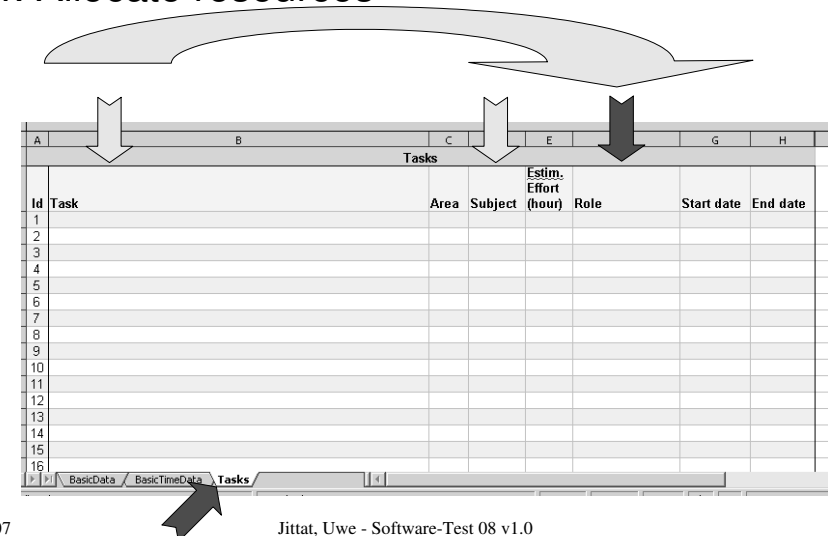 Allocate resources
A B C E G H
Tasks
Id Task Area Subject Estim. Effort (hour) Role Start date End date
1
2
3
4
5
6
7
8
9
10
11
12
13
14
15
16
BasicData BasicTimeData Tasks
07 Jittat, Uwe - Software-Test 08 v1.0